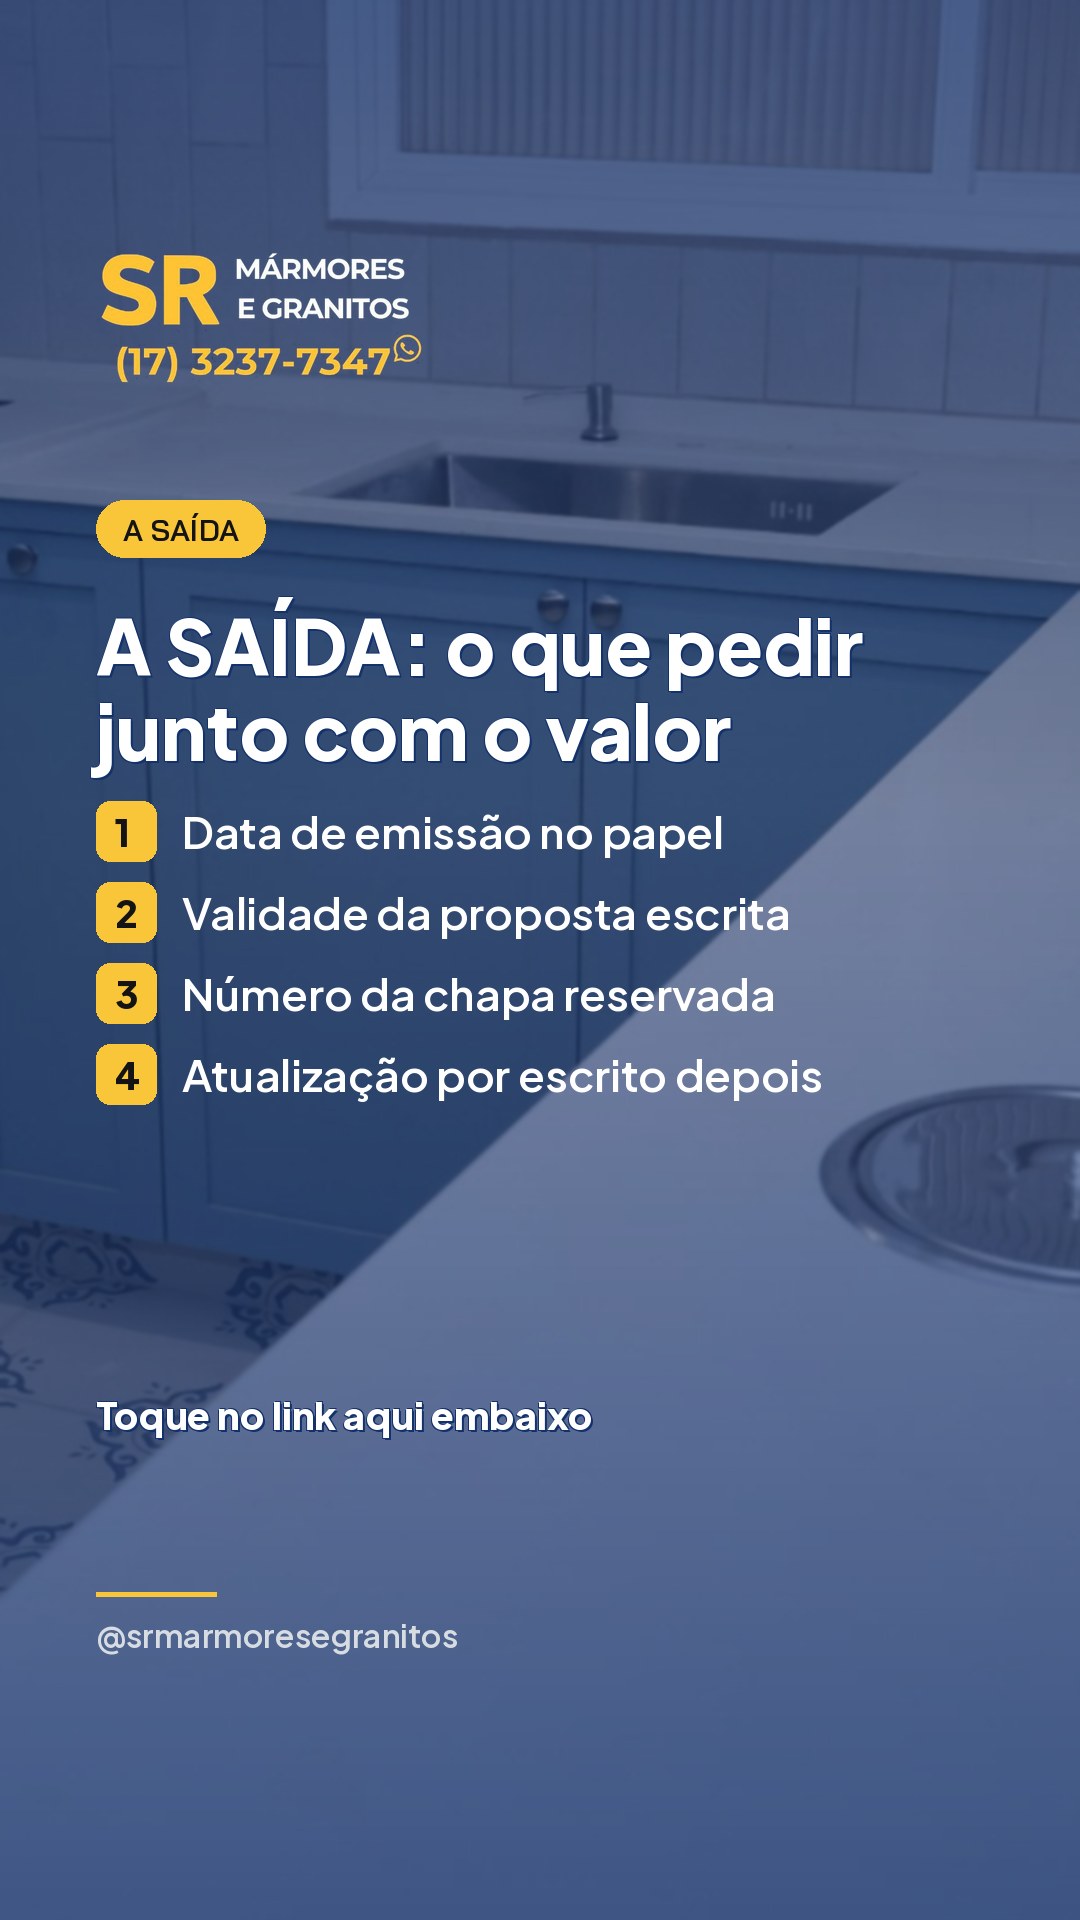 SR MÁRMORES
E GRANITOS
(17) 3237-7347
A SAÍDA
A SAÍDA: o que pedir
junto com o valor
1 Data de emissão no papel
2 Validade da proposta escrita
3 Número da chapa reservada
4 Atualização por escrito depois
Toque no link aqui embaixo
@srmarmoresegranitos